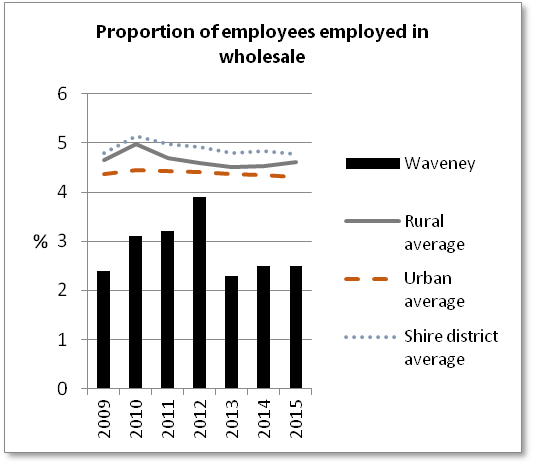 Proportion of employees employed in
wholesale
6
5
4
3
2
1
0
%
2009
2010
2011
2012
2013
2014
2015
Waveney
Rural
average
Urban
average
Shire district
average